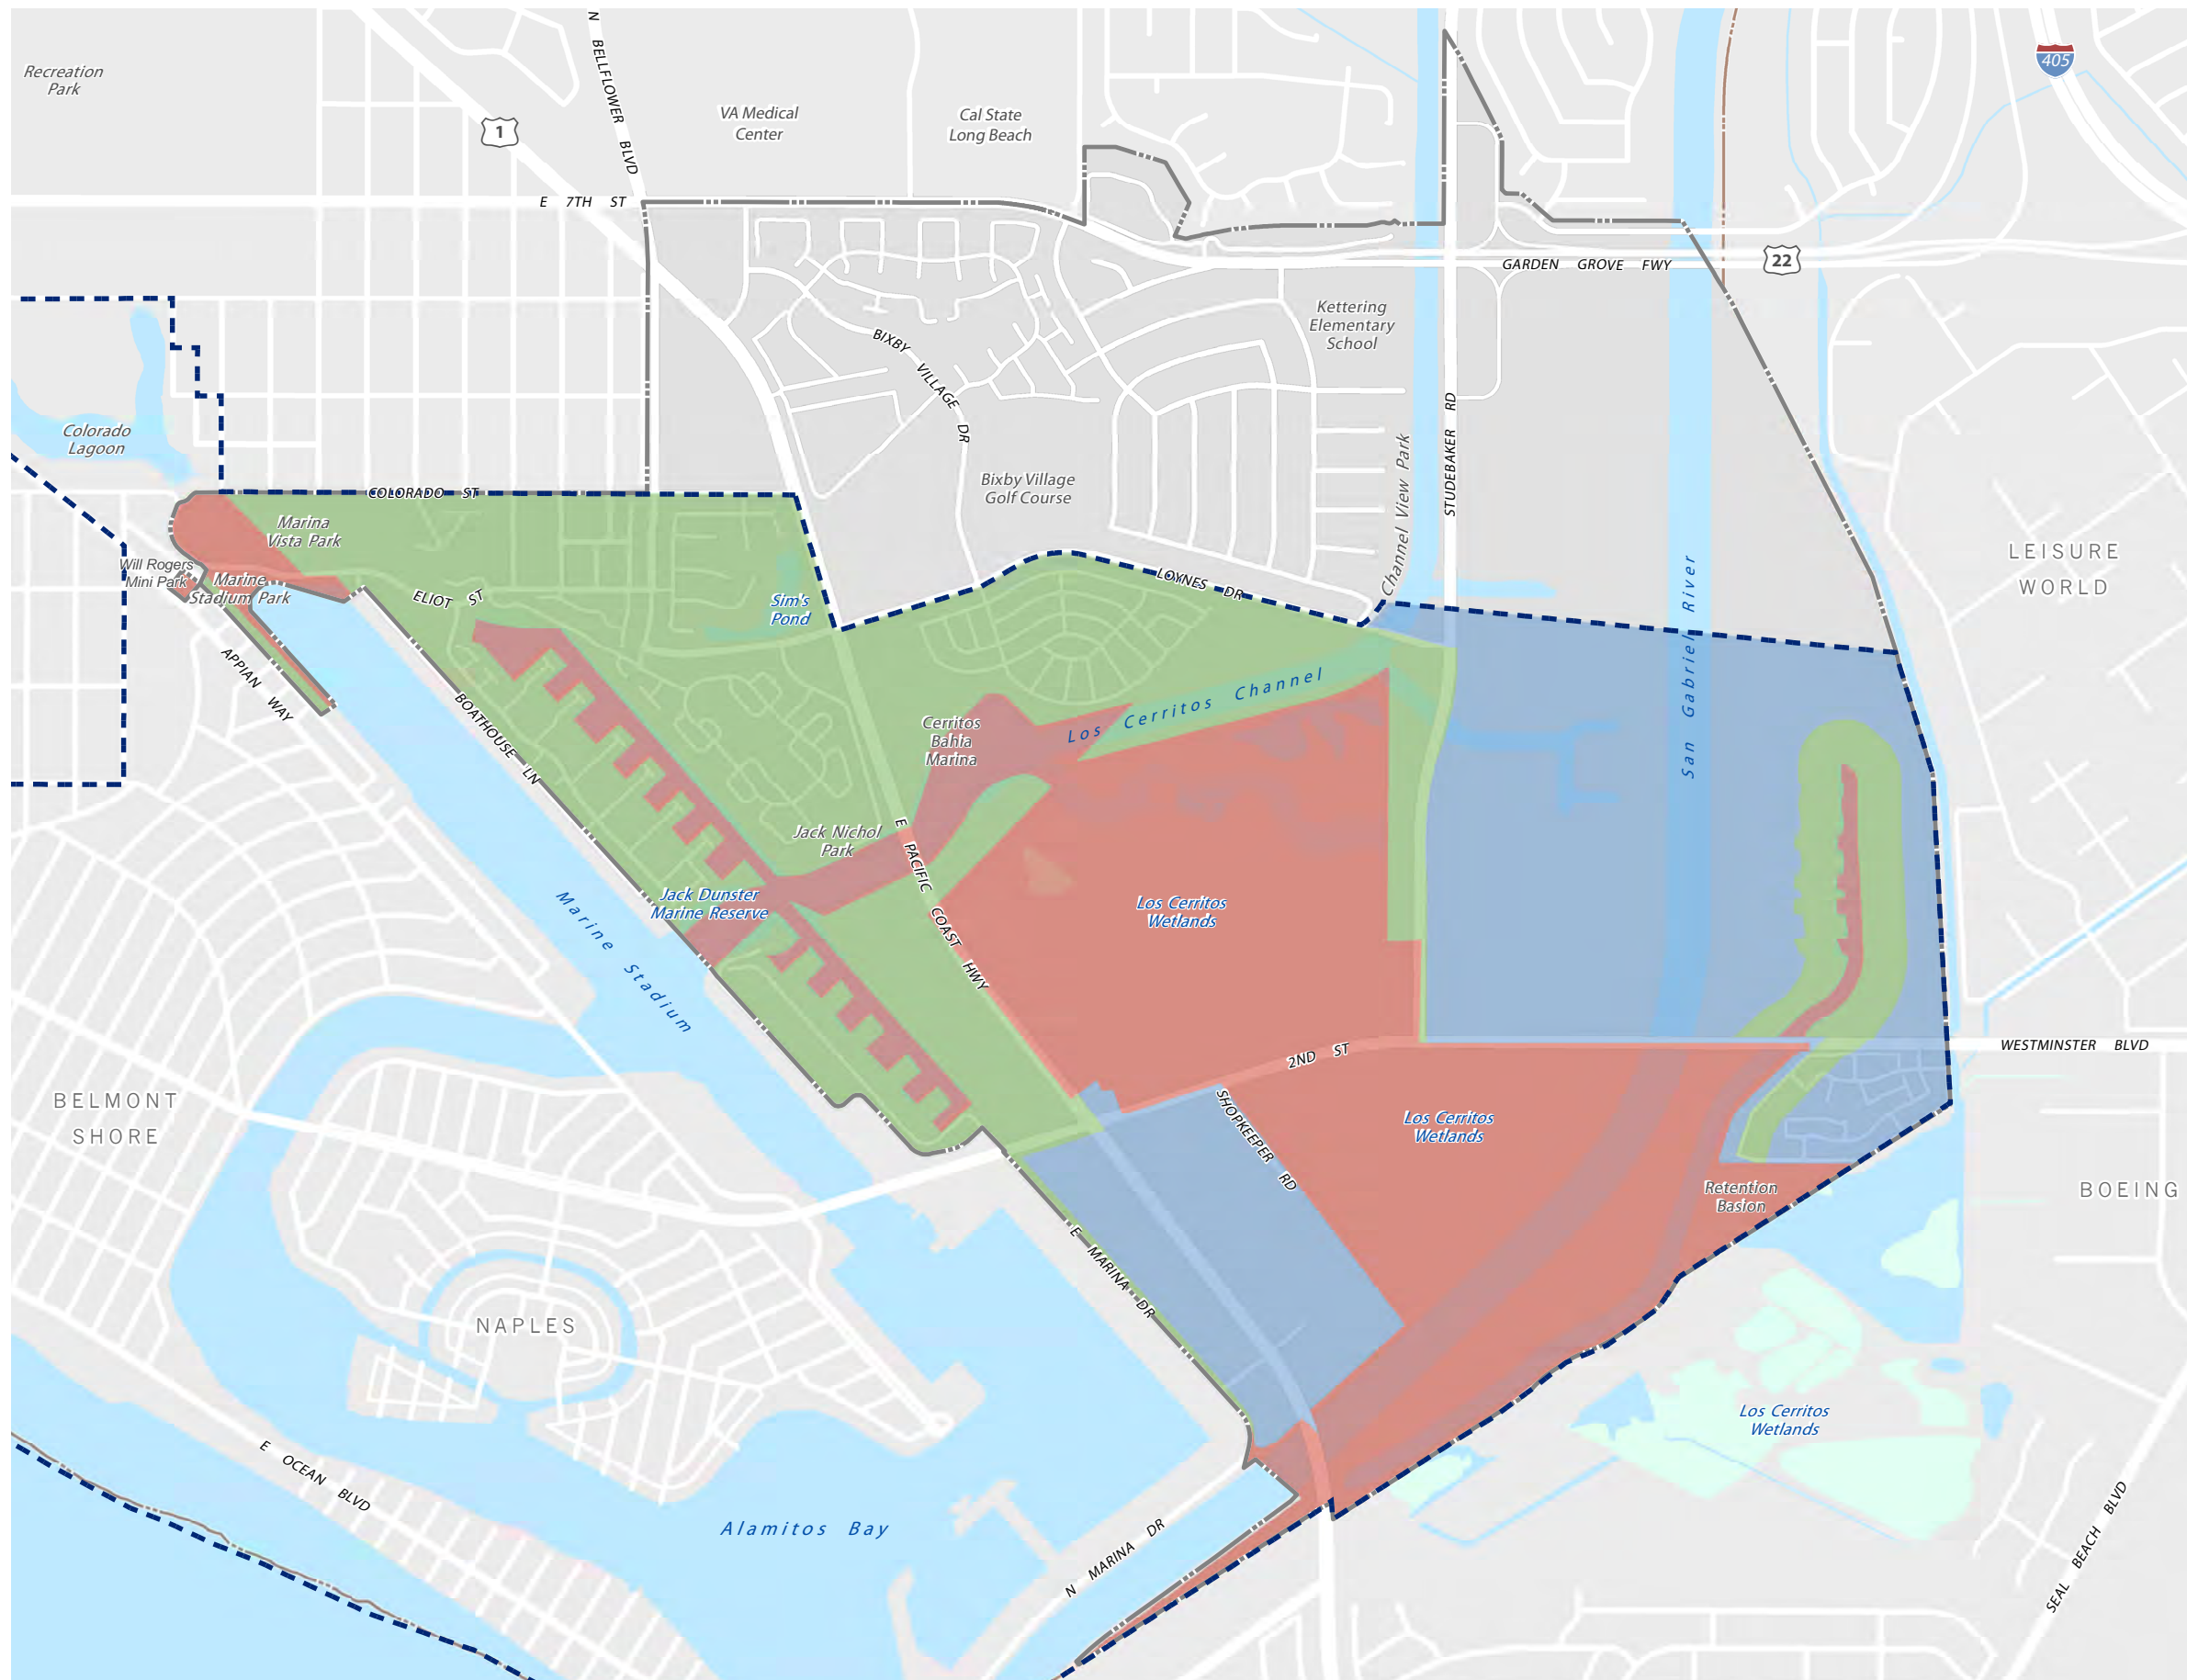 N BELLFLOWER BLVD
Recreation
Park
1
VA Medical
Center
Cal State
Long Beach
405
E 7TH ST
GARDEN GROVE FWY
22
Kettering
Elementary
School
BIXBY VILLAGE DR
Colorado
Lagoon
Bixby Village
Golf Course
Channel View Park
STUDEBAKER RD
COLORADO ST
Marina
Vista Park
Will Rogers
Mini Park
Marine
Stadium Park
ELIOT ST
Sim's
Pond
LOYNES DR
San Gabriel River
LEISURE
WORLD
APPIAN WAY
BOATHOUSE LN
Cerritos
Bahia
Marina
Los Cerritos Channel
Jack Nichol
Park
E PACIFIC COAST HWY
Jack Dunster
Marine Reserve
Los Cerritos
Wetlands
Marine Stadium
2ND ST
WESTMINSTER BLVD
BELMONT
SHORE
SHOPKEEPER RD
Los Cerritos
Wetlands
Retention
Basion
BOEING
E MARINA DR
NAPLES
Los Cerritos
Wetlands
E OCEAN BLVD
Alamitos Bay
N MARINA DR
SEAL BEACH BLVD